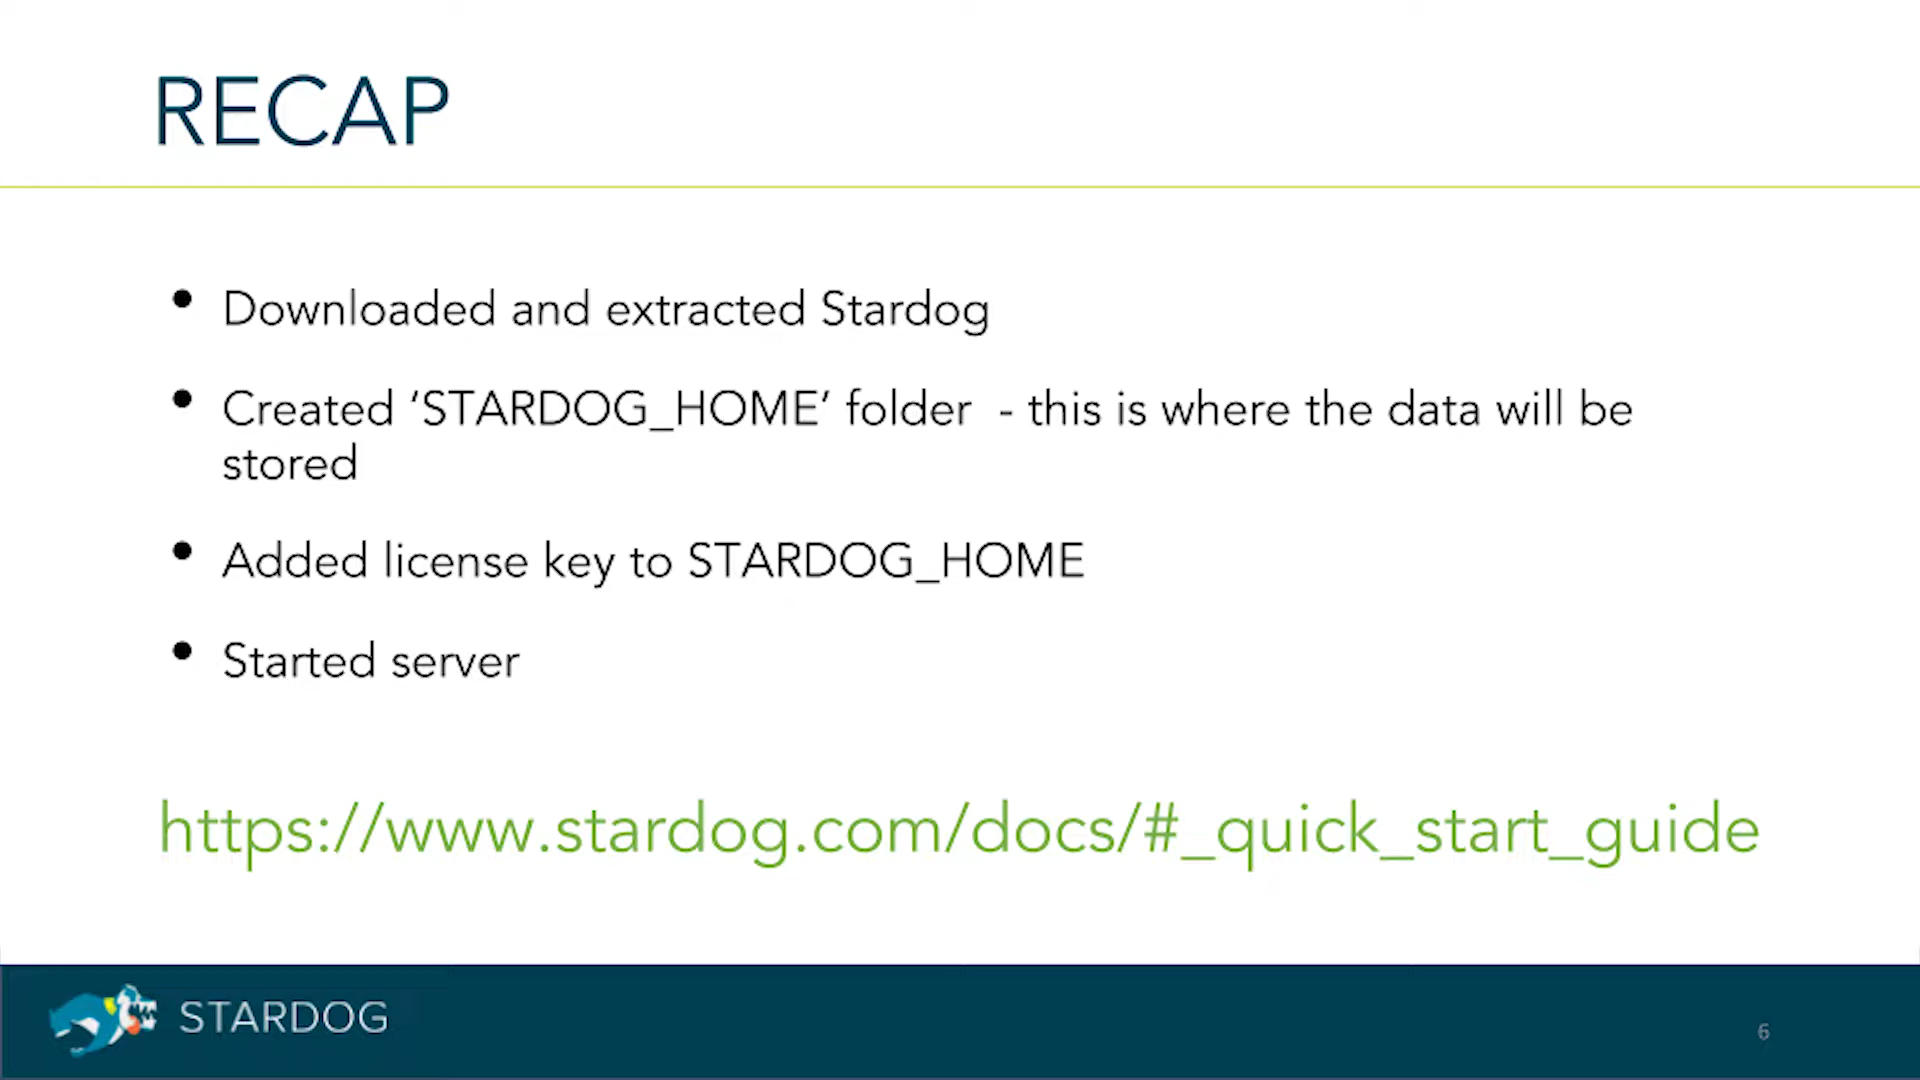 RECAP
• Downloaded and extracted Stardog
• Created ‘STARDOG_HOME’ folder  - this is where the data will be
stored
• Added license key to STARDOG_HOME
• Started server
https://www.stardog.com/docs/#_quick_start_guide
STARDOG
6